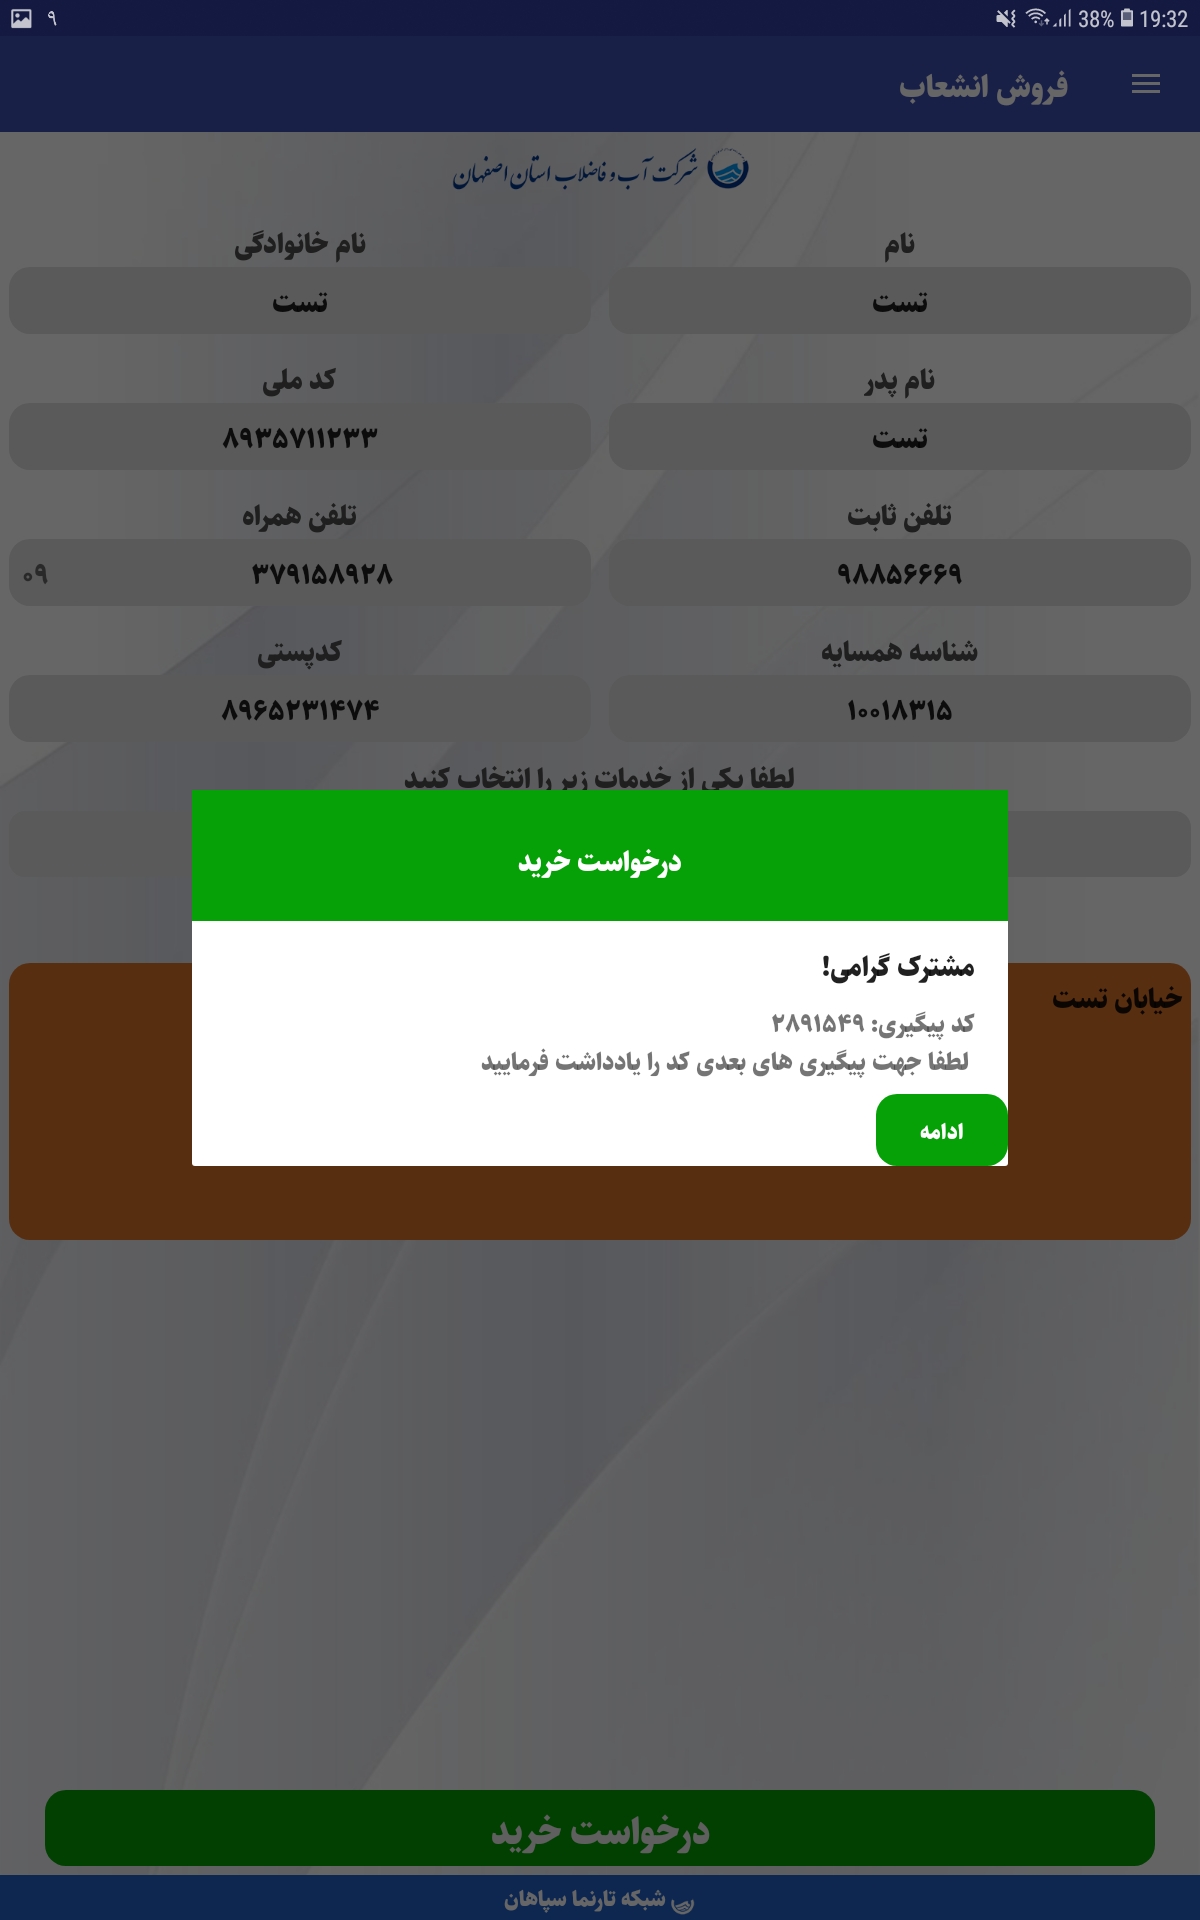 ۹ 38% 19:32
فروش انشعاب
شرکت آب و فاضلاب استان اصفهان
نام نام خانوادگی
تست تست
نام پدر کد ملی
تست ۸۹۳۵۷۱۱۲۳۳
تلفن ثابت تلفن همراه
۹۸۸۵۶۶۶۹ ۰۹ ۳۷۹۱۵۸۹۲۸
شناسه همسایه کدپستی
۱۰۰۱۸۳۱۵ ۸۹۶۵۲۳۱۴۷۴
لطفا یکی از خدمات زیر را انتخاب کنید
درخواست خرید
مشترک گرامی!
خیابان تست
کد پیگیری: ۲۸۹۱۵۴۹
لطفا جهت پیگیری های بعدی کد را یادداشت فرمایید
ادامه
درخواست خرید
شبکه تارنما سپاهان